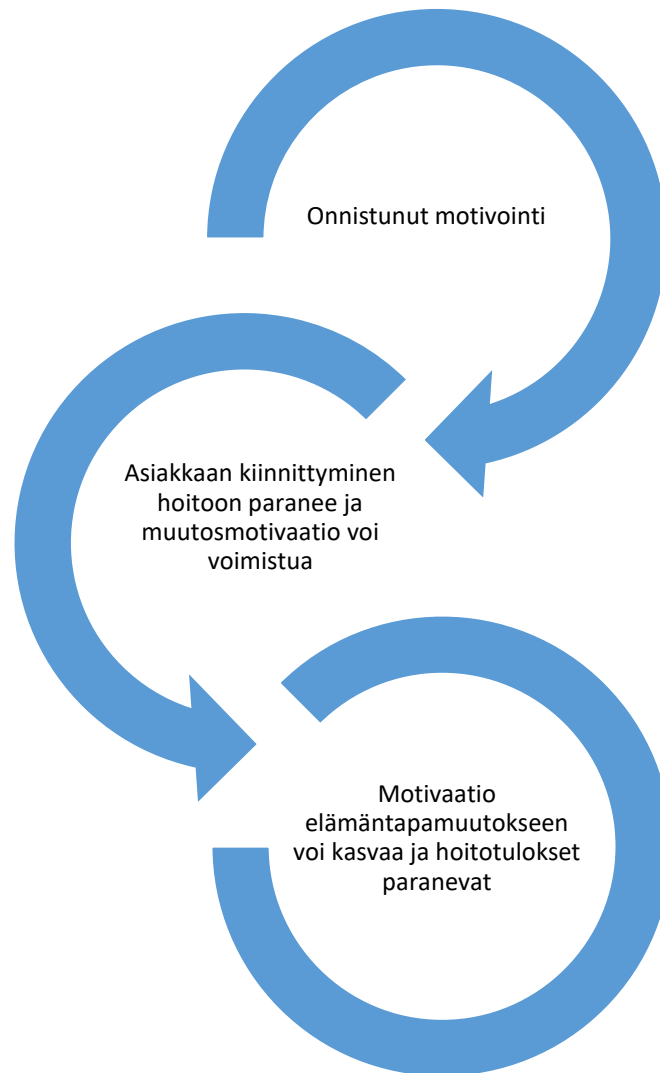 Onnistunut motivointi
Asiakkaan kiinnittyminen
hoitoon paranee ja
muutosmotivaatio voi
voimistua
Motivaatio
elämäntapamuutokseen
voi kasvaa ja hoitotulokset
paranevat